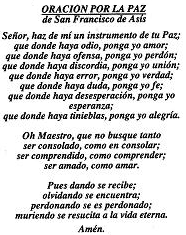 ORACION POR LA PAZ
de San Francisco de Asís
Señor, haz de mí un instrumento de tu Paz;
que donde haya odio, ponga yo amor;
que donde haya ofensa, ponga yo perdón;
que donde haya discordia, ponga yo unión;
que donde haya error, ponga yo verdad;
que donde haya duda, ponga yo fe;
que donde haya desesperación, ponga yo
esperanza;
que donde haya tinieblas, ponga yo alegría.
Oh Maestro, que no busque tanto
ser consolado, como en consolar;
ser comprendido, como comprender;
ser amado, como amar.
Pues dando se recibe;
olvidando se encuentra;
perdonando se es perdonado;
muriendo se resucita a la vida eterna.
Amén.